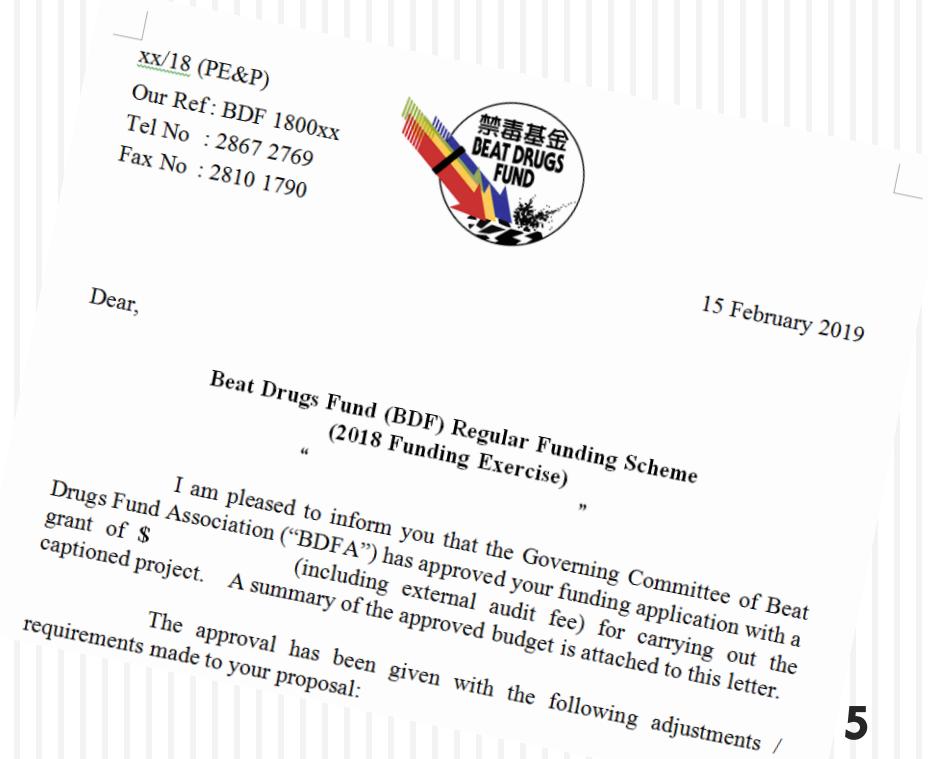 xx/18 (PE&P)
Our Ref : BDF 1800xx
Tel No : 2867 2769
Fax No : 2810 1790
禁毒基金
BEAT DRUGS
FUND
15 February 2019
Dear,
Beat Drugs Fund (BDF) Regular Funding Scheme
(2018 Funding Exercise)
“ ”
I am pleased to inform you that the Governing Committee of Beat
Drugs Fund Association (“BDFA”) has approved your funding application with a
grant of $ (including external audit fee) for carrying out the
captioned project. A summary of the approved budget is attached to this letter.
The approval has been given with the following adjustments /
requirements made to your proposal:
5